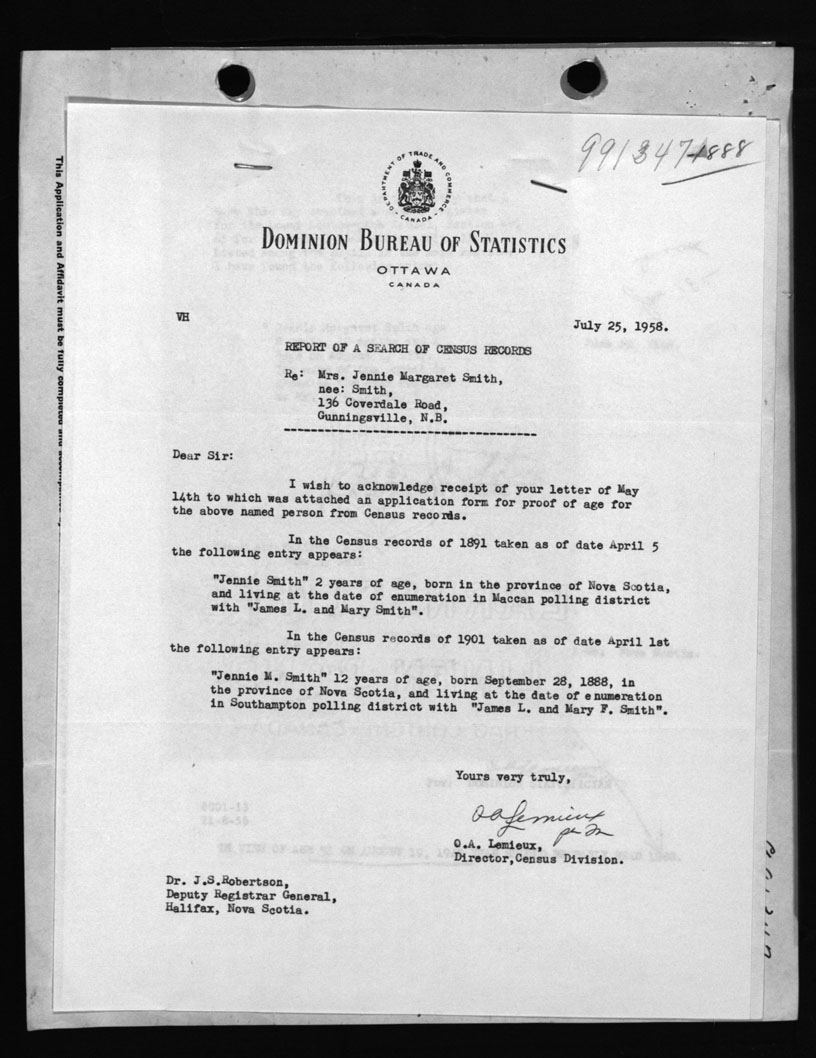 991347-1888
DEPARTMENT OF TRADE AND COMMERCE
CANADA
DOMINION BUREAU OF STATISTICS
OTTAWA
CANADA
VH
July 25, 1958.
REPORT OF A SEARCH OF CENSUS RECORDS
Re: Mrs. Jennie Margaret Smith,
nee: Smith,
136 Coverdale Road,
Gunningsville, N.B.
----------------------------------------
Dear Sir:
I wish to acknowledge receipt of your letter of May
14th to which was attached an application form for proof of age for
the above named person from Census records.
In the Census records of 1891 taken as of date April 5
the following entry appears:
"Jennie Smith" 2 years of age, born in the province of Nova Scotia,
and living at the date of enumeration in Maccan polling district
with "James L. and Mary Smith".
In the Census records of 1901 taken as of date April 1st
the following entry appears:
"Jennie M. Smith" 12 years of age, born September 28, 1888, in
the province of Nova Scotia, and living at the date of enumeration
in Southampton polling district with "James L. and Mary F. Smith".
Yours very truly,
OALemieux
O.A. Lemieux,
Director,Census Division.
Dr. J.S.Robertson,
Deputy Registrar General,
Halifax, Nova Scotia.
This Application and Affidavit must be fully completed and